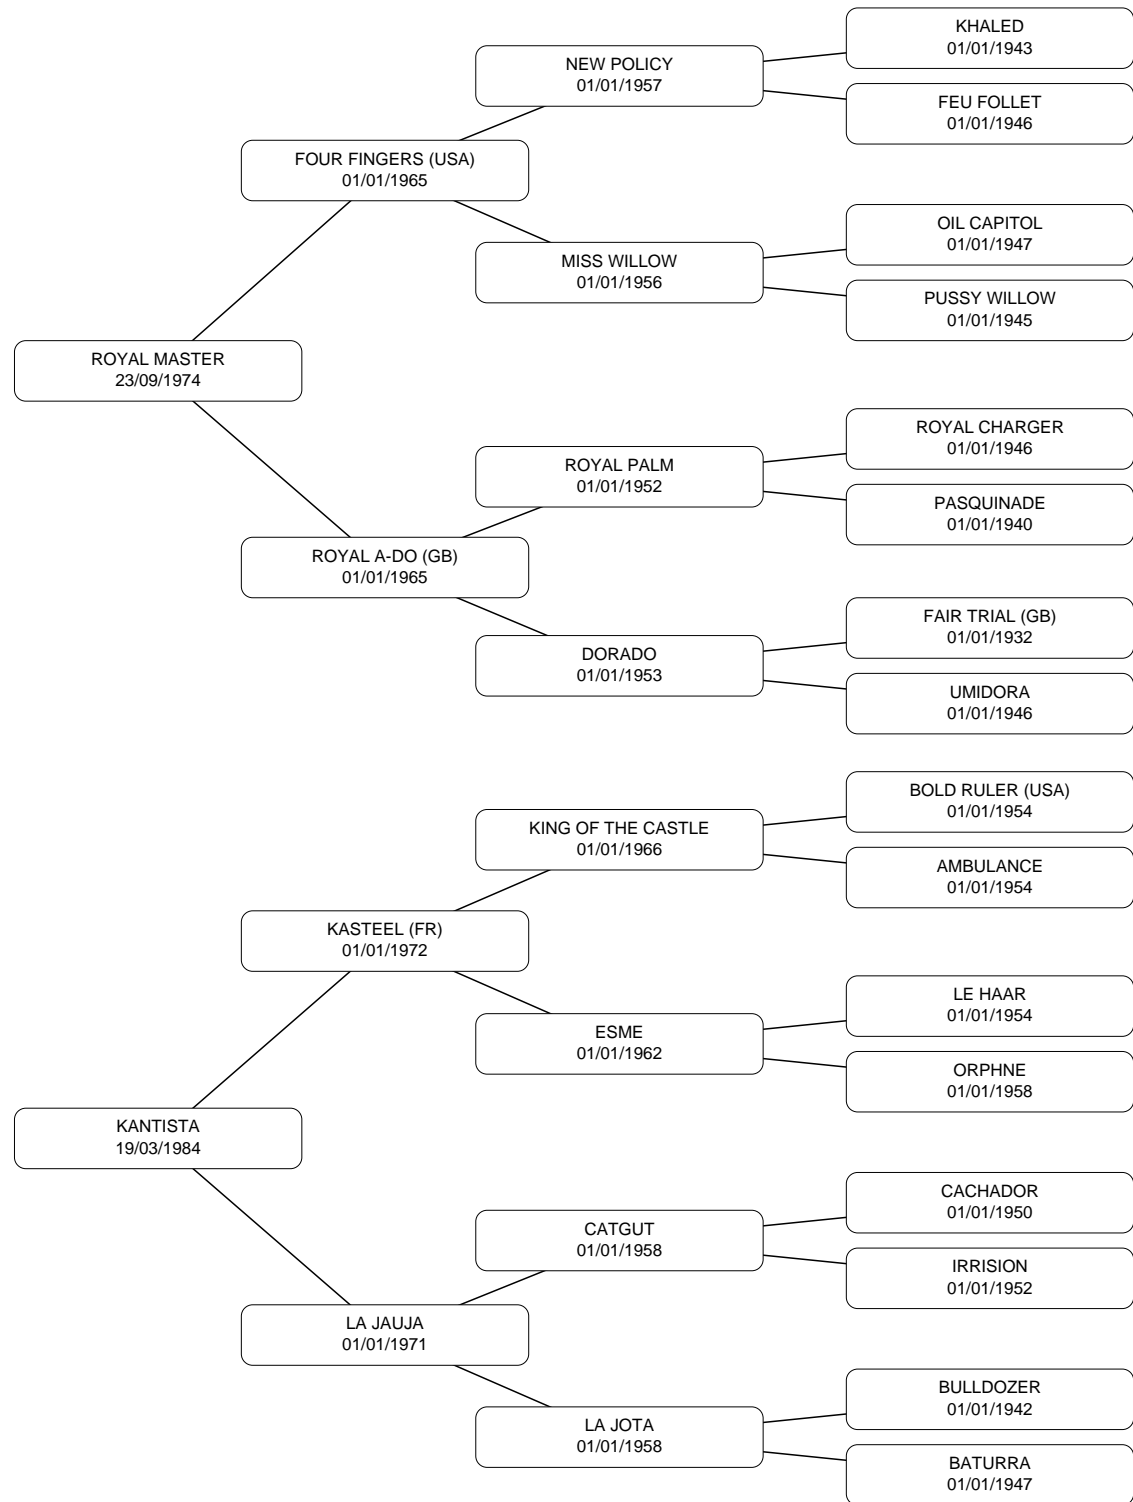 KHALED
01/01/1943
NEW POLICY
01/01/1957
FEU FOLLET
01/01/1946
FOUR FINGERS (USA)
01/01/1965
OIL CAPITOL
01/01/1947
MISS WILLOW
01/01/1956
PUSSY WILLOW
01/01/1945
ROYAL MASTER
23/09/1974
ROYAL CHARGER
01/01/1946
ROYAL PALM
01/01/1952
PASQUINADE
01/01/1940
ROYAL A-DO (GB)
01/01/1965
FAIR TRIAL (GB)
01/01/1932
DORADO
01/01/1953
UMIDORA
01/01/1946
BOLD RULER (USA)
01/01/1954
KING OF THE CASTLE
01/01/1966
AMBULANCE
01/01/1954
KASTEEL (FR)
01/01/1972
LE HAAR
01/01/1954
ESME
01/01/1962
ORPHNE
01/01/1958
KANTISTA
19/03/1984
CACHADOR
01/01/1950
CATGUT
01/01/1958
IRRISION
01/01/1952
LA JAUJA
01/01/1971
BULLDOZER
01/01/1942
LA JOTA
01/01/1958
BATURRA
01/01/1947